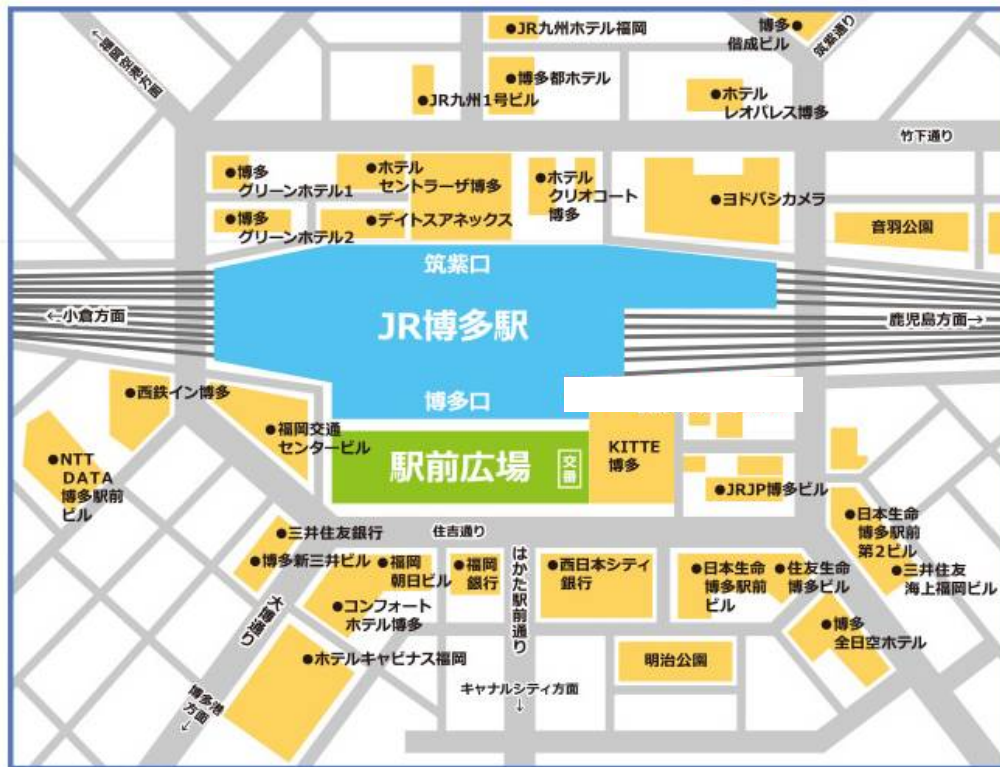 ●JR九州ホテル福岡
博多●
偕成ビル
筑紫通り
←福岡空港方面
●博多都ホテル
●JR九州1号ビル
●ホテル
レオパレス博多
竹下通り
●博多
グリーンホテル1
●ホテル
セントラーザ博多
●ホテル
クリオコート
博多
●ヨドバシカメラ
●博多
グリーンホテル2
●デイトスアネックス
音羽公園
筑紫口
←小倉方面
JR博多駅
鹿児島方面→
博多口
●西鉄イン博多
●福岡交通
センタービル
駅前広場
交番
KITTE
博多
●NTT
DATA
博多駅前
ビル
●JRJP博多ビル
●三井住友銀行
住吉通り
●日本生命
博多駅前
第2ビル
●博多新三井ビル
●福岡
朝日ビル
●福岡
銀行
はかた駅前通り
●西日本シティ
銀行
●日本生命
博多駅前
ビル
●住友生命
博多ビル
●三井住友
海上福岡ビル
大博通り
●コンフォート
ホテル博多
●博多
全日空ホテル
●ホテルキャビナス福岡
明治公園
博多港
方面
←
キャナルシティ方面
↓